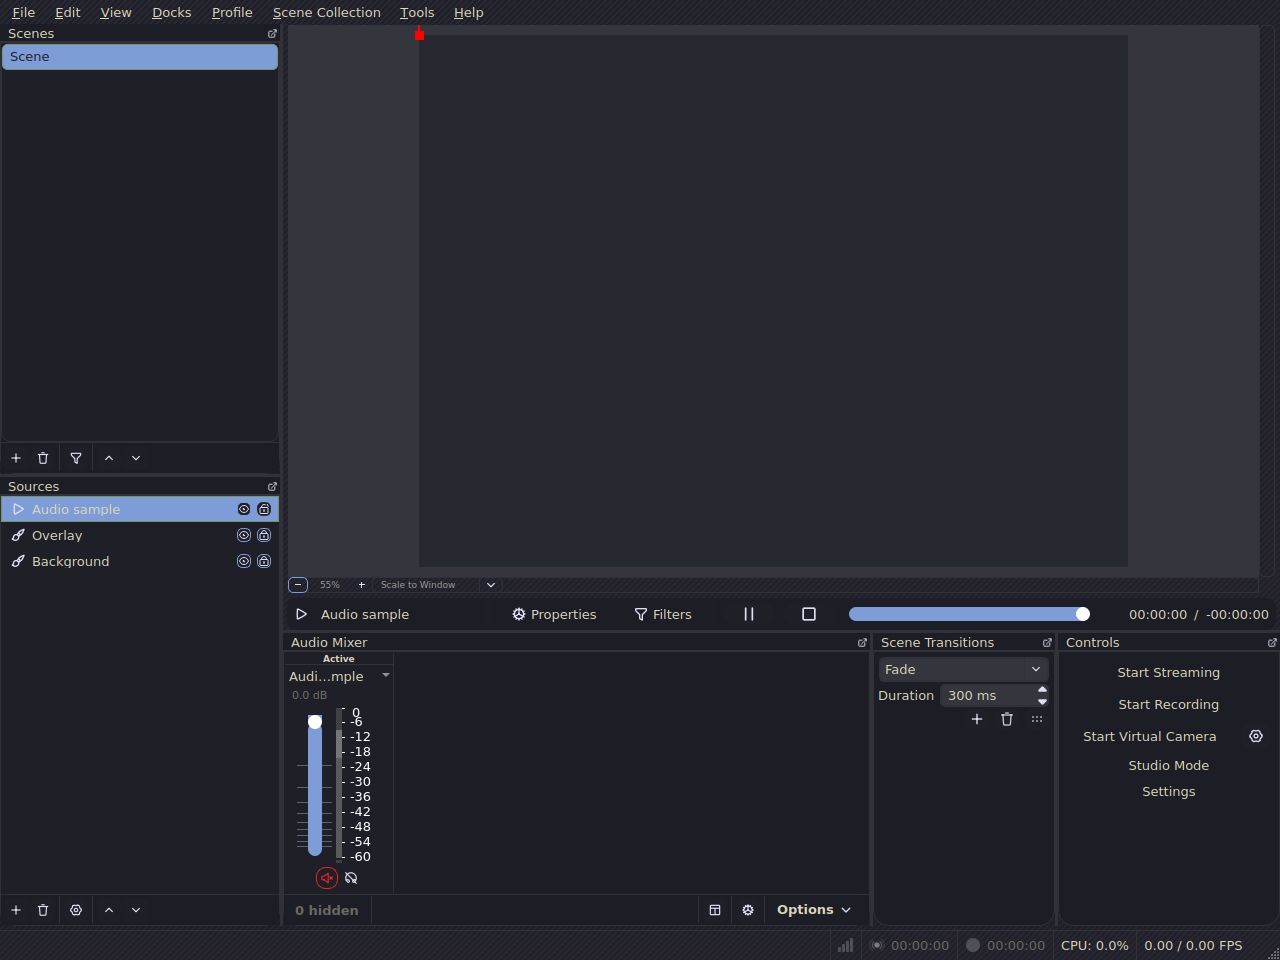 File Edit View Docks Profile Scene Collection Tools Help
Scenes
Scene
Sources
Audio sample
Overlay
Background
55% Scale to Window
Audio sample Properties Filters 00:00:00 / -00:00:00
Audio Mixer
Active
Audi...mple
0.0 dB
0
-6
-12
-18
-24
-30
-36
-42
-48
-54
-60
0 hidden Options
Scene Transitions
Fade
Duration 300 ms
Controls
Start Streaming
Start Recording
Start Virtual Camera
Studio Mode
Settings
00:00:00 00:00:00 CPU: 0.0% 0.00 / 0.00 FPS